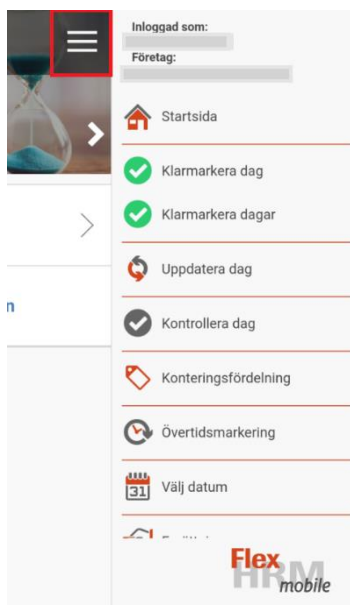 Inloggad som:
Företag:
Startsida
Klarmarkera dag
Klarmarkera dagar
Uppdatera dag
Kontrollera dag
Konteringsfördelning
Övertidsmarkering
31
Välj datum
n
Flex
HRM
mobile